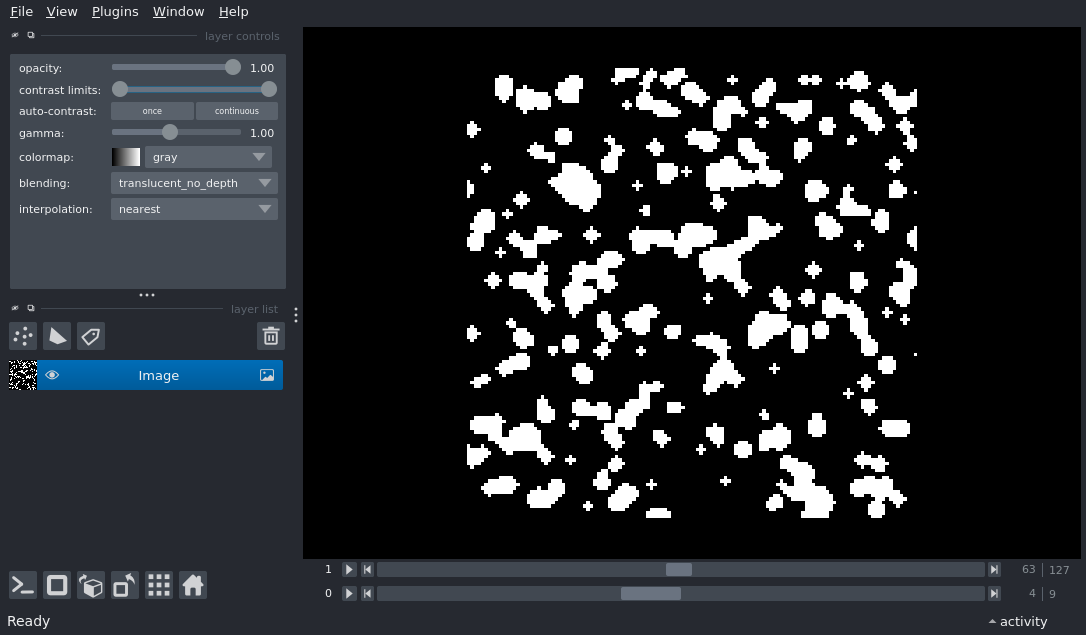 File View Plugins Window Help
layer controls
opacity: 1.00
contrast limits:
auto-contrast: once continuous
gamma: 1.00
colormap: gray
blending: translucent_no_depth
interpolation: nearest
layer list
Image
1 63 127
0 4 9
Ready activity